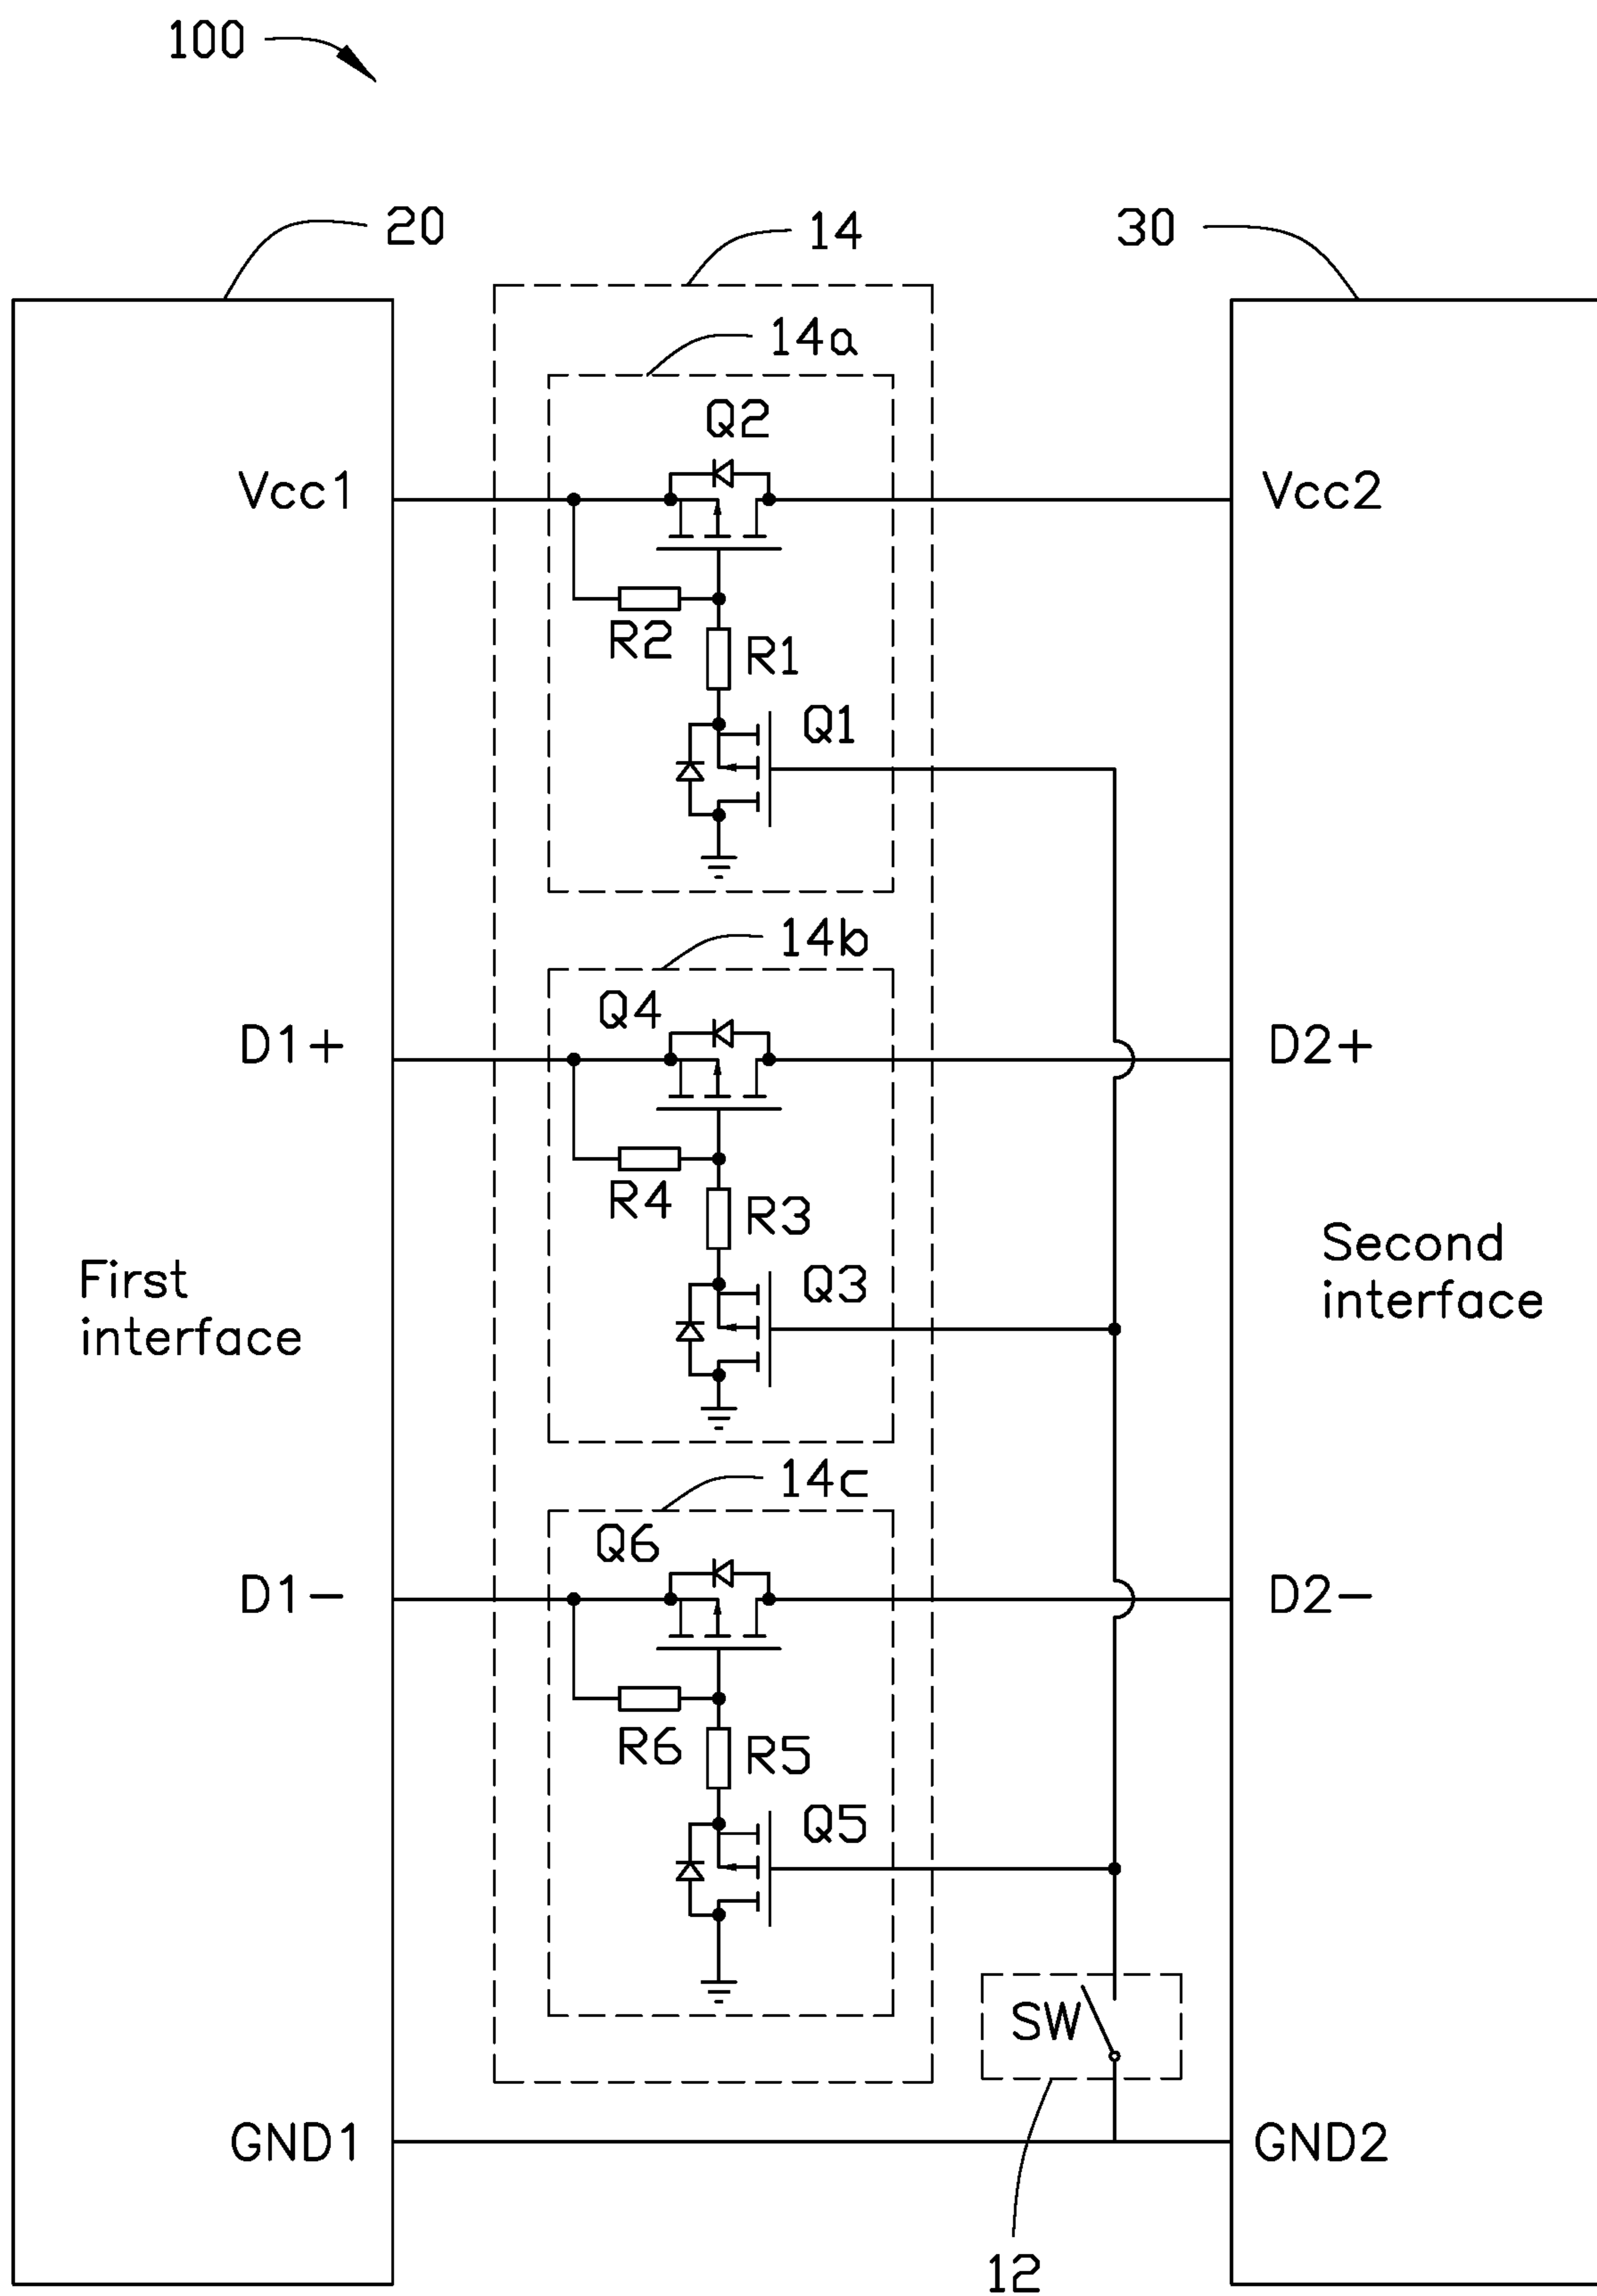 100
20
14
30
14a
Q2
Vcc1
Vcc2
R2
R1
Q1
14b
Q4
D1+
D2+
R4
R3
First
interface
Q3
Second
interface
14c
Q6
D1-
D2-
R6
R5
Q5
SW
GND1
GND2
12